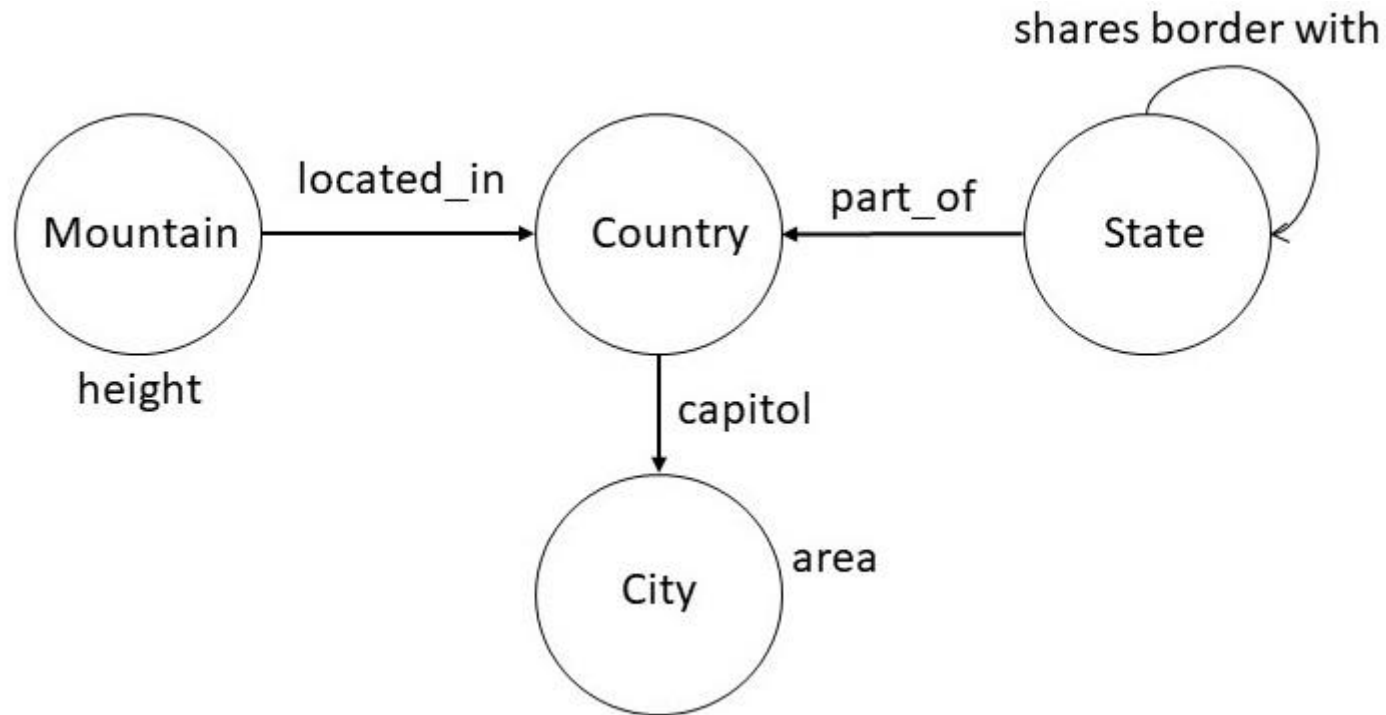 shares border with
located_in
part_of
Mountain
Country
State
height
capitol
area
City